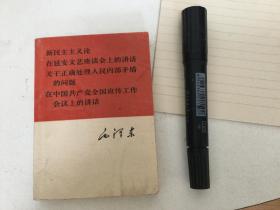 新民主主义论
在延安文艺座谈会上的讲话
关于正确处理人民内部矛盾
的问题
在中国共产党全国宣传工作
会议上的讲话
毛泽东